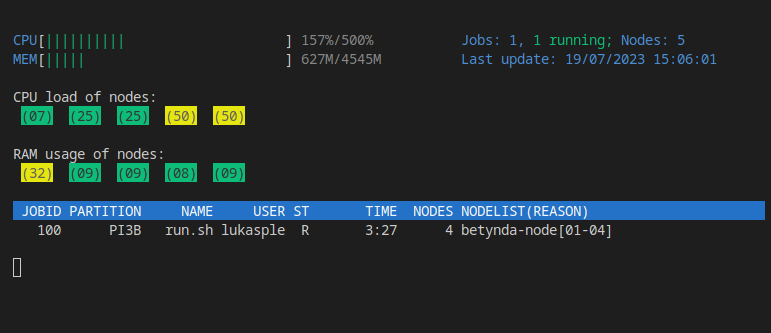 CPU[||||||||||                    ] 157%/500%           Jobs: 1, 1 running; Nodes: 5
MEM[|||||                         ] 627M/4545M          Last update: 19/07/2023 15:06:01
CPU load of nodes:
(07) (25) (25) (50) (50)
RAM usage of nodes:
(32) (09) (09) (08) (09)
JOBID PARTITION     NAME     USER ST       TIME  NODES NODELIST(REASON)
100      PI3B   run.sh lukasple  R       3:27      4 betynda-node[01-04]